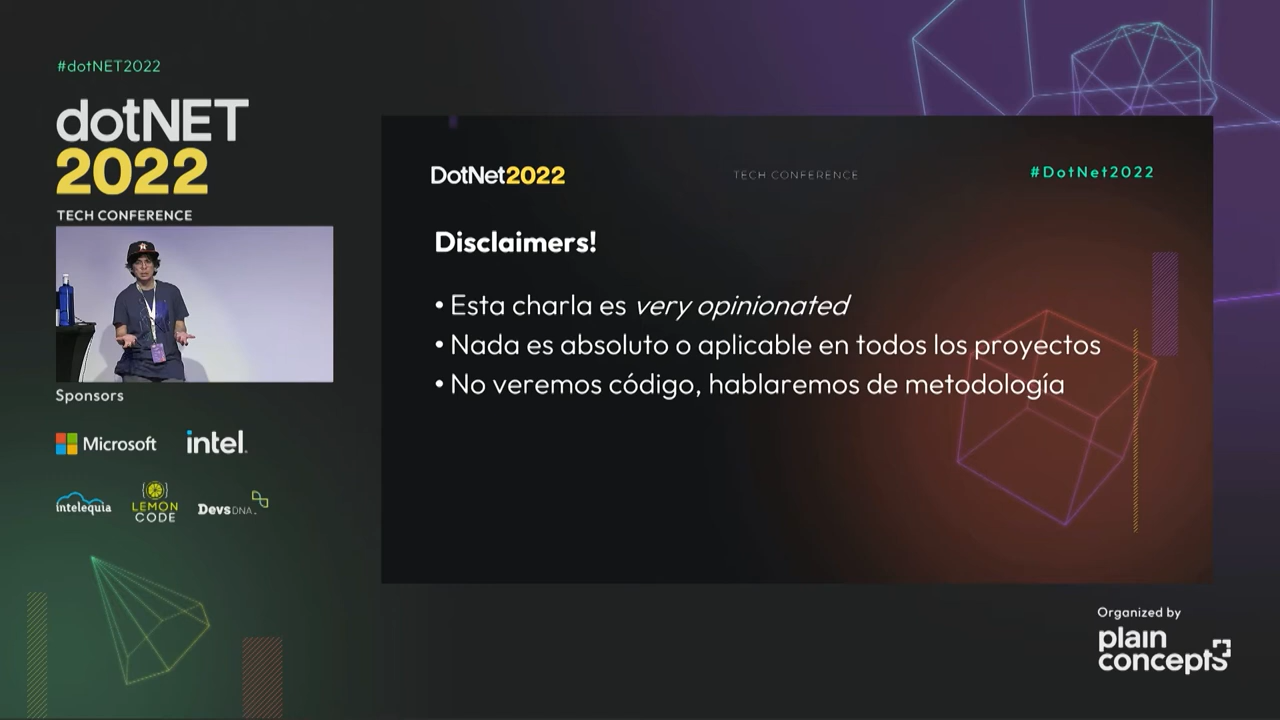 #dotNET2022
dotNET
2022
TECH CONFERENCE
Sponsors
Microsoft
intel.
intelequia
LEMON
CODE
DevsDNA.
DotNet2022
TECH CONFERENCE
#DotNet2022
Disclaimers!
• Esta charla es very opinionated
• Nada es absoluto o aplicable en todos los proyectos
• No veremos código, hablaremos de metodología
Organized by
plain
concepts